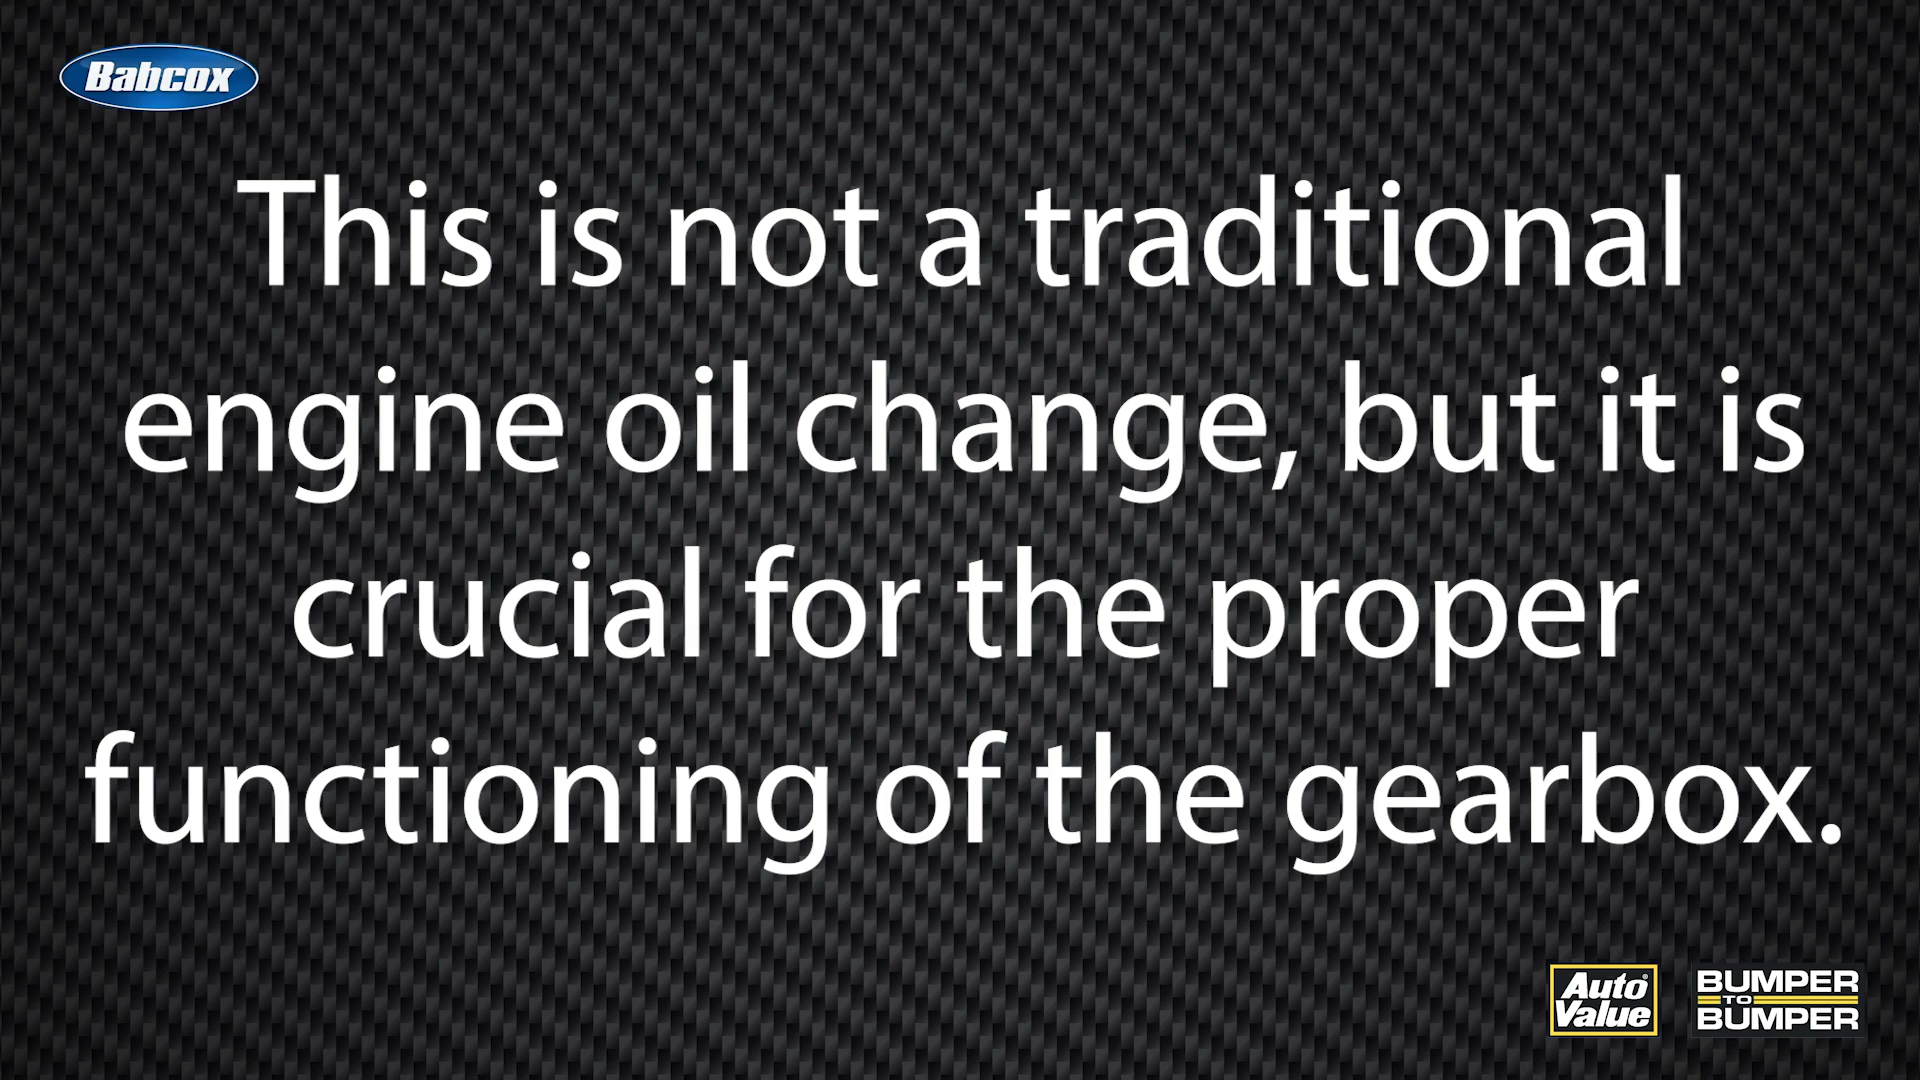 Babcox
This is not a traditional
engine oil change, but it is
crucial for the proper
functioning of the gearbox.
Auto
Value
BUMPER
TO
BUMPER